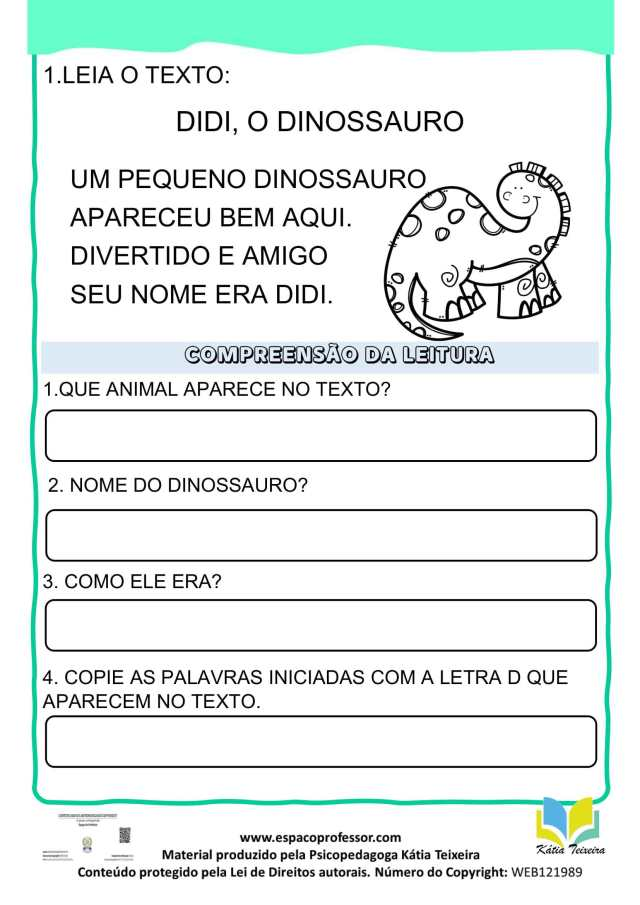 1.LEIA O TEXTO:
DIDI, O DINOSSAURO
UM PEQUENO DINOSSAURO
APARECEU BEM AQUI.
DIVERTIDO E AMIGO
SEU NOME ERA DIDI.
COMPREENSÃO DA LEITURA
1.QUE ANIMAL APARECE NO TEXTO?
2. NOME DO DINOSSAURO?
3. COMO ELE ERA?
4. COPIE AS PALAVRAS INICIADAS COM A LETRA D QUE
APARECEM NO TEXTO.
Kátia Teixeira
www.espacoprofessor.com
Material produzido pela Psicopedagoga Kátia Teixeira
Conteúdo protegido pela Lei de Direitos autorais. Número do Copyright: WEB121989